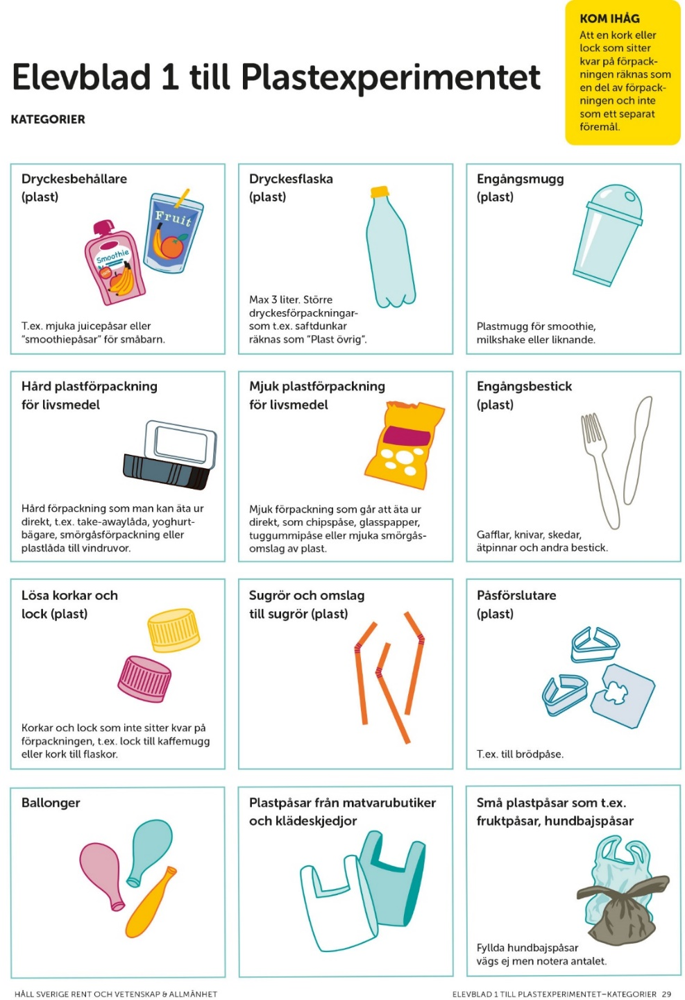 KOM IHÅG
Att en kork eller
lock som sitter
kvar på förpack-
ningen räknas som
en del av förpack-
ningen och inte
som ett separat
föremål.
Elevblad 1 till Plastexperimentet
KATEGORIER
Dryckesbehållare
(plast)
Fruit
Smoothie
T.ex. mjuka juicepåsar eller
”smoothiepåsar” för småbarn.
Dryckesflaska
(plast)
Max 3 liter. Större
dryckesförpackningar-
som t.ex. saftdunkar
räknas som ”Plast övrig”.
Engångsmugg
(plast)
Plastmugg för smoothie,
milkshake eller liknande.
Hård plastförpackning
för livsmedel
Hård förpackning som man kan äta ur
direkt, t.ex. take-awaylåda, yoghurt-
bägare, smörgåsförpackning eller
plastlåda till vindruvor.
Mjuk plastförpackning
för livsmedel
Mjuk förpackning som går att äta ur
direkt, som chipspåse, glasspapper,
tuggummipåse eller mjuka smörgås-
omslag av plast.
Engångsbestick
(plast)
Gafflar, knivar, skedar,
ätpinnar och andra bestick.
Lösa korkar och
lock (plast)
Korkar och lock som inte sitter kvar på
förpackningen, t.ex. lock till kaffemugg
eller kork till flaskor.
Sugrör och omslag
till sugrör (plast)
Påsförslutare
(plast)
T.ex. till brödpåse.
Ballonger
Plastpåsar från matvarubutiker
och klädeskjedjor
Små plastpåsar som t.ex.
fruktpåsar, hundbajspåsar
Fyllda hundbajspåsar
vägs ej men notera antalet.
HÅLL SVERIGE RENT OCH VETENSKAP & ALLMÄNHET
ELEVBLAD 1 TILL PLASTEXPERIMENTET–KATEGORIER 29